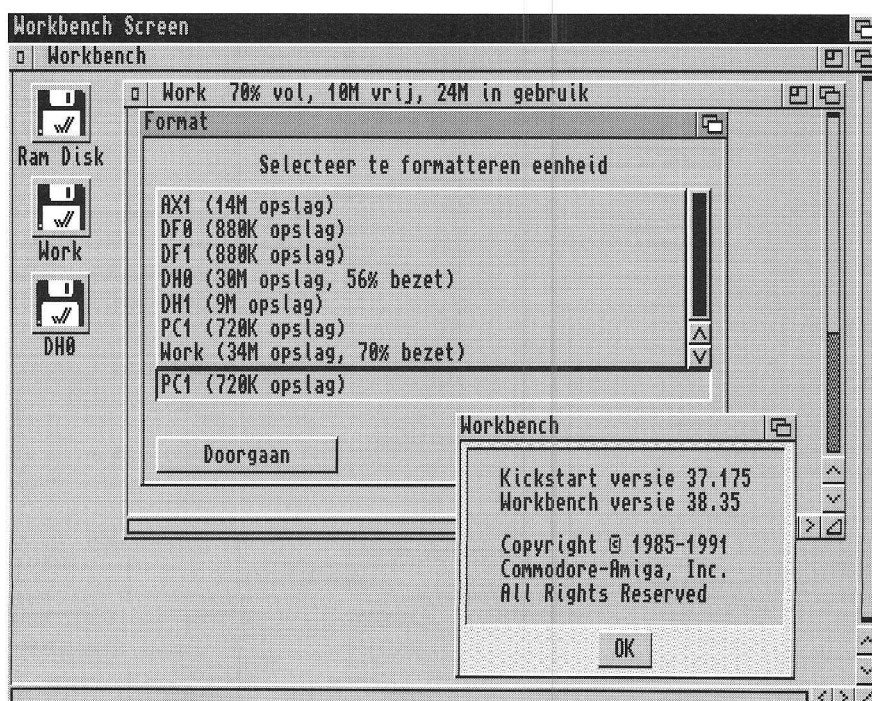 Workbench Screen
Workbench
Work 70% vol, 10M vrij, 24M in gebruik
Format
Selecteer te formatteren eenheid
AX1 (14M opslag)
DF0 (880K opslag)
DF1 (880K opslag)
DH0 (30M opslag, 56% bezet)
DH1 (9M opslag)
PC1 (720K opslag)
Work (34M opslag, 70% bezet)
PC1 (720K opslag)
Doorgaan
Ram Disk
Work
DH0
Workbench
Kickstart versie 37.175
Workbench versie 38.35
Copyright © 1985-1991
Commodore-Amiga, Inc.
All Rights Reserved
OK